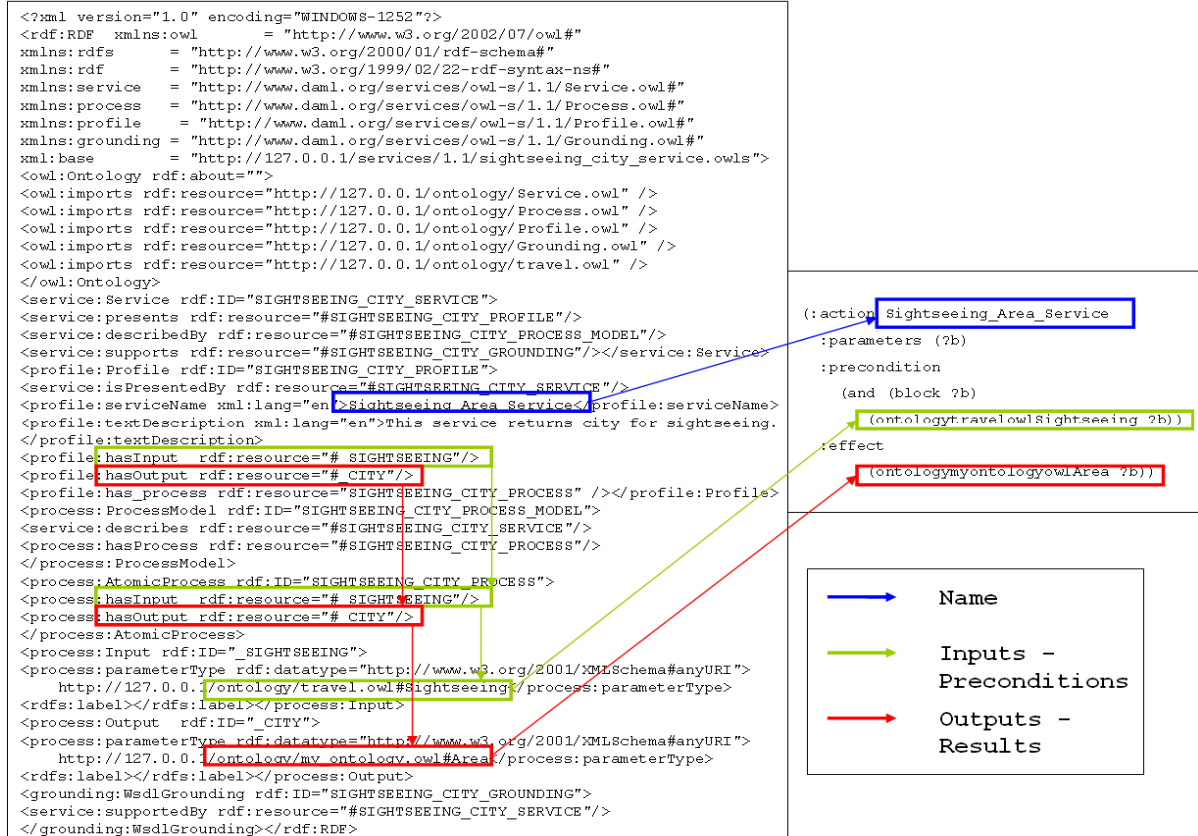 <?xml version="1.0" encoding="WINDOWS-1252"?>
<rdf:RDF xmlns:owl = "http://www.w3.org/2002/07/owl#"
xmlns:rdfs = "http://www.w3.org/2000/01/rdf-schema#"
xmlns:rdf = "http://www.w3.org/1999/02/22-rdf-syntax-ns#"
xmlns:service = "http://www.daml.org/services/owl-s/1.1/Service.owl#"
xmlns:process = "http://www.daml.org/services/owl-s/1.1/Process.owl#"
xmlns:profile = "http://www.daml.org/services/owl-s/1.1/Profile.owl#"
xmlns:grounding = "http://www.daml.org/services/owl-s/1.1/Grounding.owl#"
xml:base = "http://127.0.0.1/services/1.1/sightseeing_city_service.owls">
<owl:Ontology rdf:about="">
<owl:imports rdf:resource="http://127.0.0.1/ontology/Service.owl" />
<owl:imports rdf:resource="http://127.0.0.1/ontology/Process.owl" />
<owl:imports rdf:resource="http://127.0.0.1/ontology/Profile.owl" />
<owl:imports rdf:resource="http://127.0.0.1/ontology/Grounding.owl" />
<owl:imports rdf:resource="http://127.0.0.1/ontology/travel.owl" />
</owl:Ontology>
<service:Service rdf:ID="SIGHTSEEING_CITY_SERVICE">
<service:presents rdf:resource="#SIGHTSEEING_CITY_PROFILE"/>
<service:describedBy rdf:resource="#SIGHTSEEING_CITY_PROCESS_MODEL"/>
<service:supports rdf:resource="#SIGHTSEEING_CITY_GROUNDING"/></service:Service>
<profile:Profile rdf:ID="SIGHTSEEING_CITY_PROFILE">
<service:isPresentedBy rdf:resource="#SIGHTSEEING_CITY_SERVICE"/>
<profile:serviceName xml:lang="en">Sightseeing_Area_Service</profile:serviceName>
<profile:textDescription xml:lang="en">This service returns city for sightseeing.
</profile:textDescription>
<profile:hasInput rdf:resource="#_SIGHTSEEING"/>
<profile:hasOutput rdf:resource="#_CITY"/>
<profile:has_process rdf:resource="SIGHTSEEING_CITY_PROCESS" /></profile:Profile>
<process:ProcessModel rdf:ID="SIGHTSEEING_CITY_PROCESS_MODEL">
<service:describes rdf:resource="#SIGHTSEEING_CITY_SERVICE"/>
<process:hasProcess rdf:resource="#SIGHTSEEING_CITY_PROCESS"/>
</process:ProcessModel>
<process:AtomicProcess rdf:ID="SIGHTSEEING_CITY_PROCESS">
<process:hasInput rdf:resource="#_SIGHTSEEING"/>
<process:hasOutput rdf:resource="#_CITY"/>
</process:AtomicProcess>
<process:Input rdf:ID="_SIGHTSEEING">
<process:parameterType rdf:datatype="http://www.w3.org/2001/XMLSchema#anyURI">
http://127.0.0.1/ontology/travel.owl#Sightseeing</process:parameterType>
<rdfs:label></rdfs:label></process:Input>
<process:Output rdf:ID="_CITY">
<process:parameterType rdf:datatype="http://www.w3.org/2001/XMLSchema#anyURI">
http://127.0.0.1/ontology/my_ontology.owl#Area</process:parameterType>
<rdfs:label></rdfs:label></process:Output>
<grounding:WsdlGrounding rdf:ID="SIGHTSEEING_CITY_GROUNDING">
<service:supportedBy rdf:resource="#SIGHTSEEING_CITY_SERVICE"/>
</grounding:WsdlGrounding></rdf:RDF>
(:action Sightseeing_Area_Service
:parameters (?b)
:precondition
(and (block ?b)
(ontologytravelowlSightseeing ?b))
:effect
(ontologymyontologyowlArea ?b))
Name
Inputs -
Preconditions
Outputs -
Results